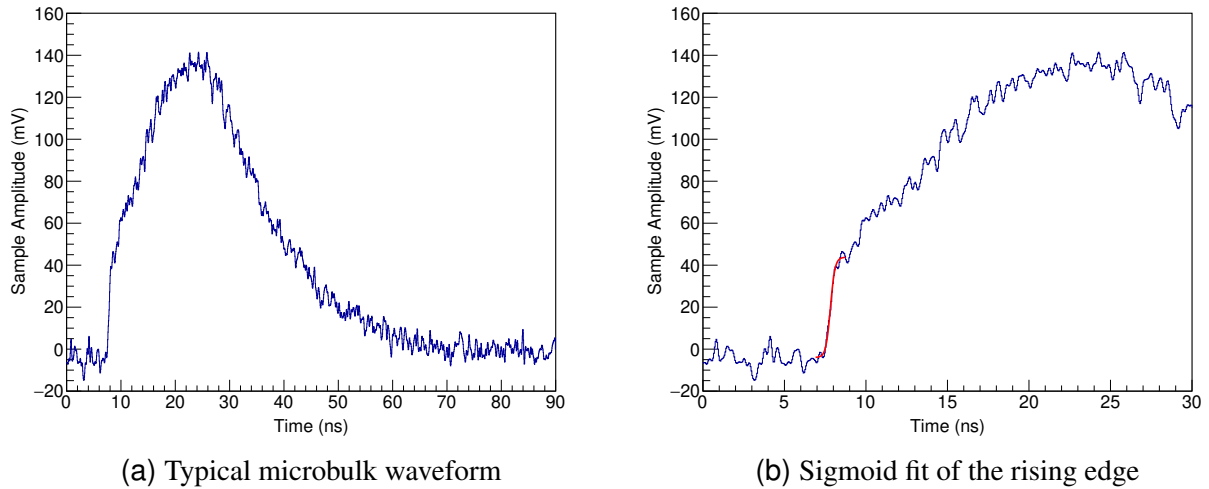 160
140
120
100
80
60
40
20
0
−20
Sample Amplitude (mV)
0 10 20 30 40 50 60 70 80 90
Time (ns)
(a) Typical microbulk waveform
160
140
120
100
80
60
40
20
0
−20
Sample Amplitude (mV)
0 5 10 15 20 25 30
Time (ns)
(b) Sigmoid fit of the rising edge